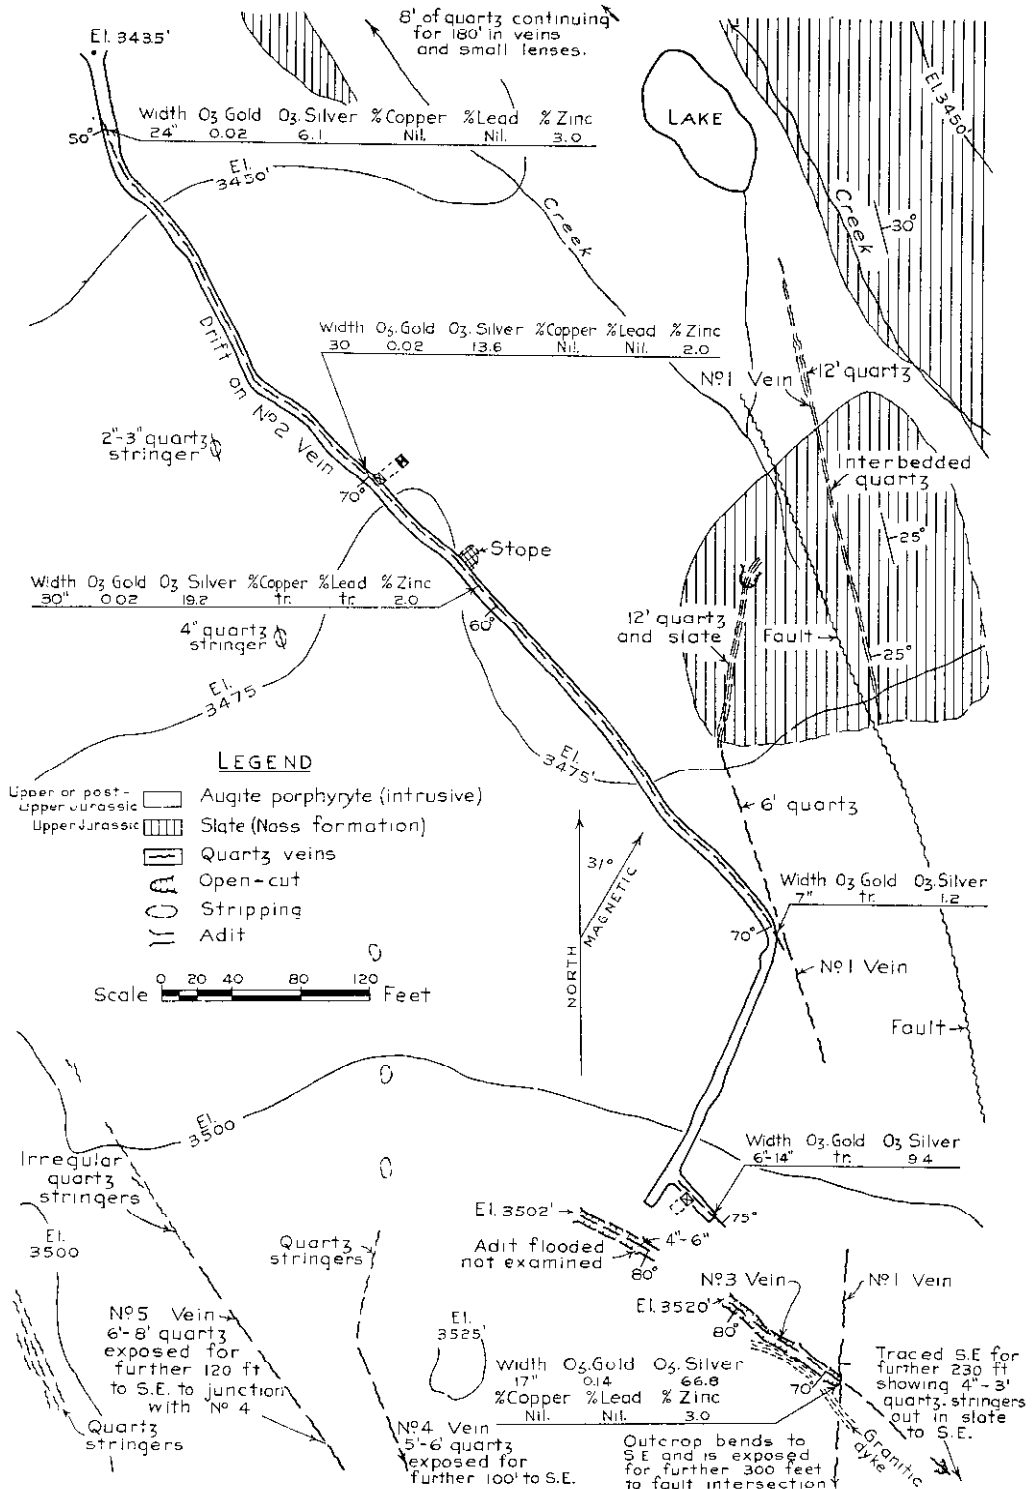 8' of quartz continuing
for 180' in veins
and small lenses.
El. 3435'
Width Oz Gold Oz. Silver % Copper % Lead % Zinc
24" 0.02 6.1 Nil. Nil. 3.0
50°
LAKE
El. 3450'
El.
3450'
Creek
Creek
30°
Width Oz. Gold Oz. Silver % Copper % Lead % Zinc
30 0.02 13.6 Nil. Nil. 2.0
Drift on No 2 Vein
No 1 Vein
12' quartz
2"-3" quartz
stringer
70°
Interbedded
quartz
Stope
25°
Width Oz Gold Oz Silver % Copper % Lead % Zinc
30" 0.02 19.2 tr. tr. 2.0
60°
12' quartz
and slate
Fault
25°
4" quartz
stringer
El.
3475
El.
3475'
LEGEND
Upper or post-
Upper Jurassic
Augite porphyryte (intrusive)
Upper Jurassic
Slate (Nass formation)
Quartz veins
Open-cut
Stripping
Adit
6' quartz
31°
NORTH
MAGNETIC
Width Oz Gold Oz. Silver
7" tr. 1.2
70°
No 1 Vein
Scale 0 20 40 80 120 Feet
Fault
El.
3500
Width Oz. Gold Oz Silver
6"-14" tr. 9.4
Irregular
quartz
stringers
75°
El. 3502'
4"-6"
Adit flooded
not examined
80°
El.
3500
Quartz
stringers
No 3 Vein
No 1 Vein
El. 3520'
80°
No 5 Vein
6'-8' quartz
exposed for
further 120 ft
to S.E. to junction
with No 4
El.
3525'
Traced S.E for
further 230 ft
showing 4"-3'
quartz. stringers
out in slate
to S.E.
Width Oz. Gold Oz. Silver
17" 0.14 66.8
% Copper % Lead % Zinc
Nil. Nil. 3.0
70°
Quartz
stringers
No 4 Vein
5'-6' quartz
exposed for
further 100' to S.E.
Outcrop bends to
S E and is exposed
for further 300 feet
to fault intersection
Granitic
dyke